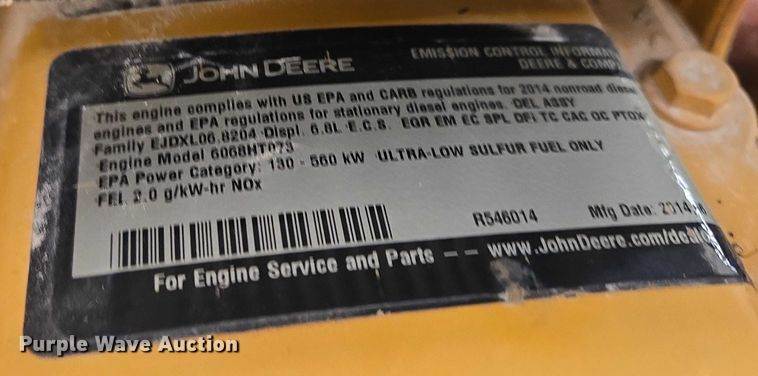 JOHN DEERE
EMISSION CONTROL
DEERE & COMP
This engine complies with US EPA and CARB regulations for 2014 nonroad diese
engines and EPA regulations for stationary diesel engines. DEL ASSY
Family EJDXL06.8204 Displ. 6.8L E.C.S. EGR EM EC SPL DFI TC CAC OC PTOX
Engine Model 6068HT073
EPA Power Category: 130 - 560 kW ULTRA-LOW SULFUR FUEL ONLY
FEL 2.0 g/kW-hr NOx
R546014 Mfg Date: 2014
For Engine Service and Parts -- www.JohnDeere.com/deal
Purple Wave Auction